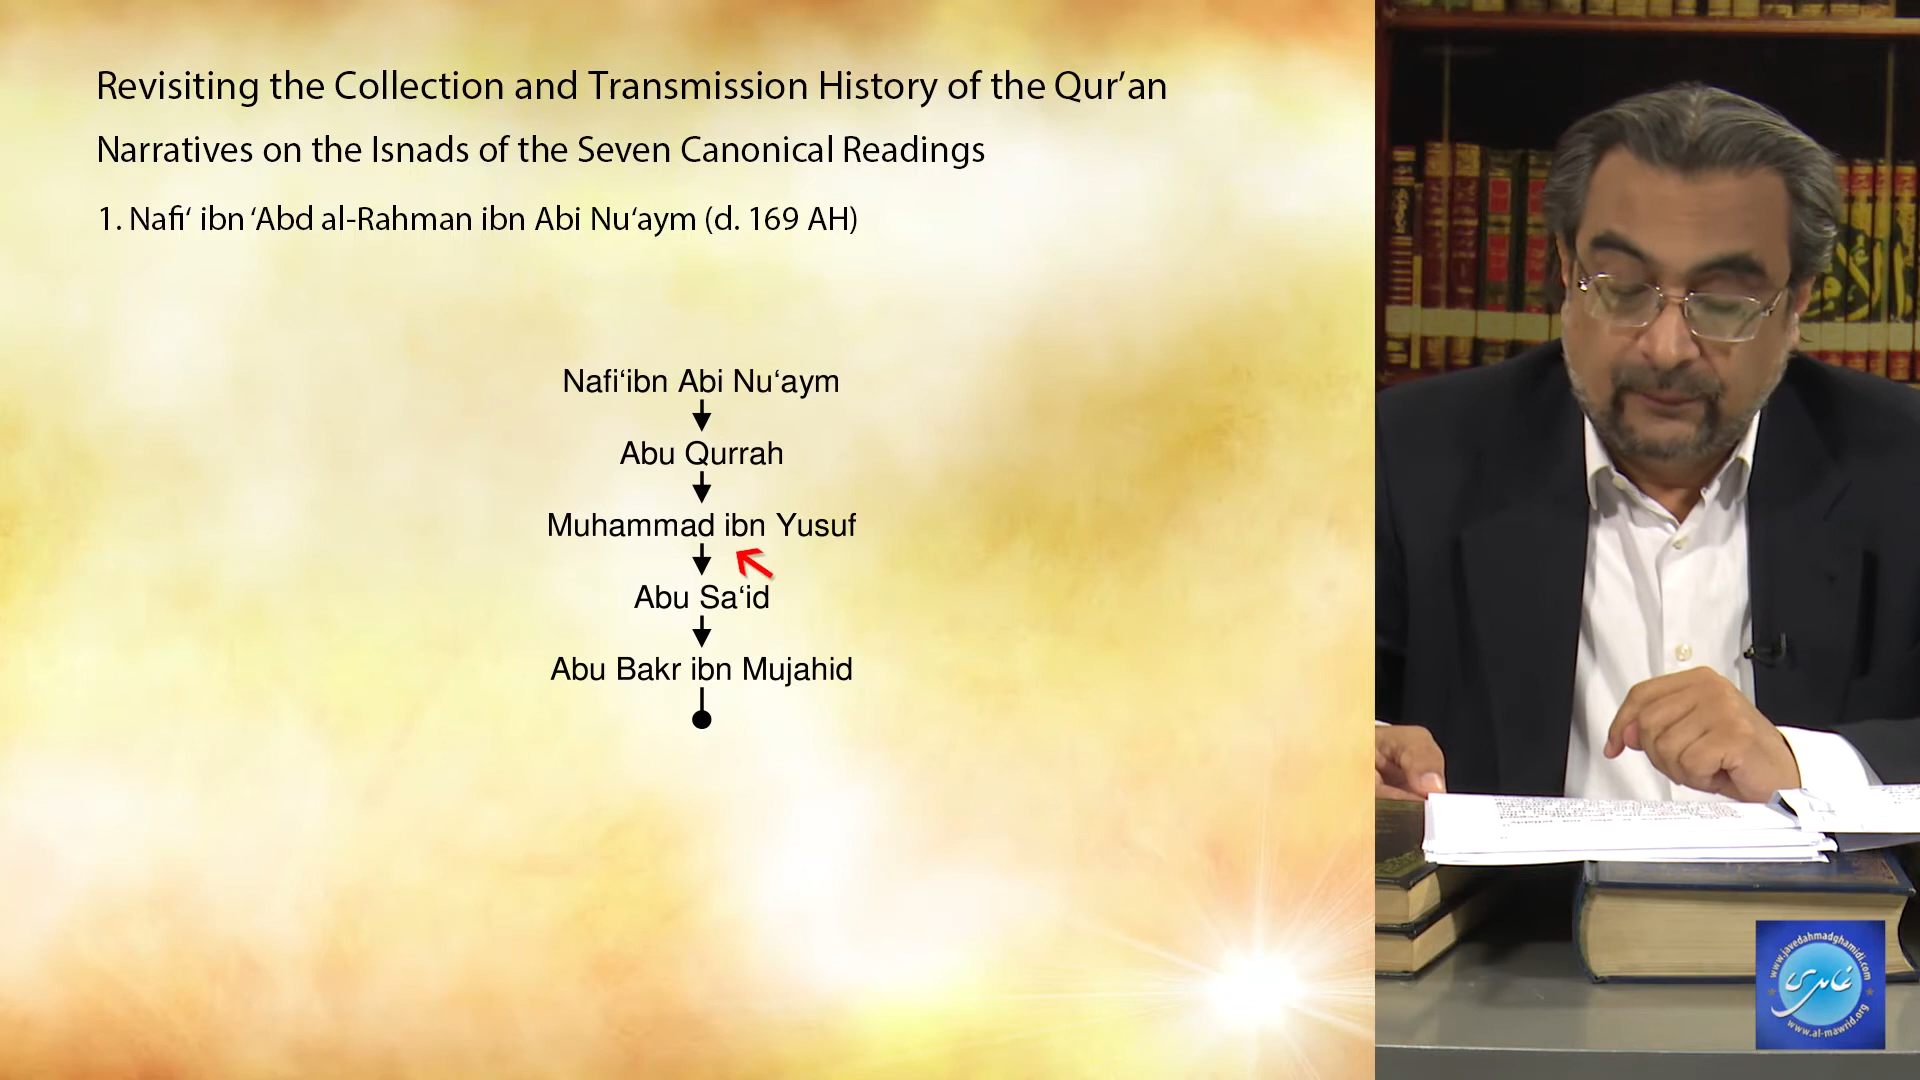 Revisiting the Collection and Transmission History of the Qur’an
Narratives on the Isnads of the Seven Canonical Readings
1. Nafi‘ ibn ‘Abd al-Rahman ibn Abi Nu‘aym (d. 169 AH)
Nafi‘ibn Abi Nu‘aym
Abu Qurrah
Muhammad ibn Yusuf
Abu Sa‘id
Abu Bakr ibn Mujahid
www.javedahmadghamidi.com
غامدی
www.al-mawrid.org